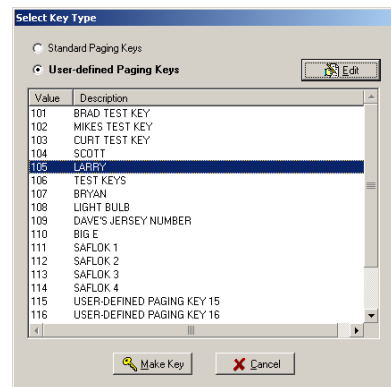 Select Key Type
Standard Paging Keys
User-defined Paging Keys
Edit
Value Description
101 BRAD TEST KEY
102 MIKES TEST KEY
103 CURT TEST KEY
104 SCOTT
105 LARRY
106 TEST KEYS
107 BRYAN
108 LIGHT BULB
109 DAVE'S JERSEY NUMBER
110 BIG E
111 SAFLOK 1
112 SAFLOK 2
113 SAFLOK 3
114 SAFLOK 4
115 USER-DEFINED PAGING KEY 15
116 USER-DEFINED PAGING KEY 16
Make Key Cancel